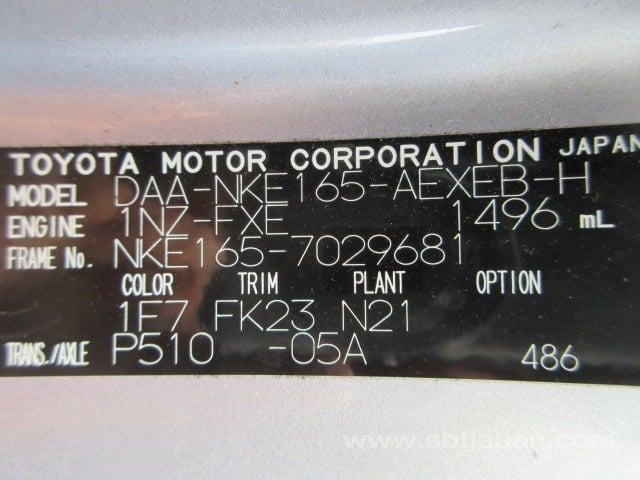 TOYOTA MOTOR CORPORATION JAPAN
MODEL DAA-NKE165-AEXEB-H
ENGINE 1NZ-FXE 1496 mL
FRAME No. NKE165-7029681
COLOR TRIM PLANT OPTION
1F7 FK23 N21
TRANS./AXLE P510 -05A 486
www.sbtjapan.com